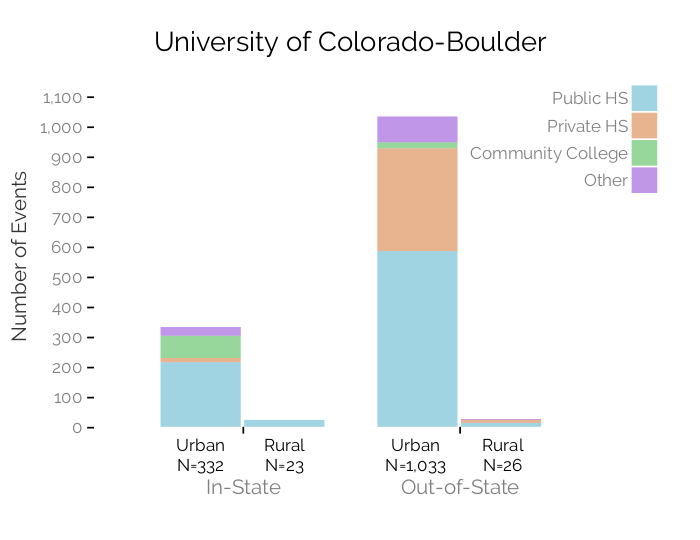 University of Colorado-Boulder
Number of Events
1,100
1,000
900
800
700
600
500
400
300
200
100
0
Public HS
Private HS
Community College
Other
Urban
N=332
Rural
N=23
In-State
Urban
N=1,033
Rural
N=26
Out-of-State